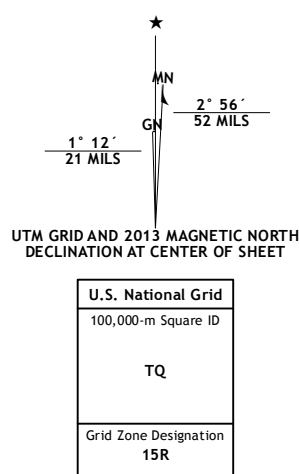 MN
2° 56´
52 MILS
GN
1° 12´
21 MILS
UTM GRID AND 2013 MAGNETIC NORTH
DECLINATION AT CENTER OF SHEET
U.S. National Grid
100,000-m Square ID
TQ
Grid Zone Designation
15R